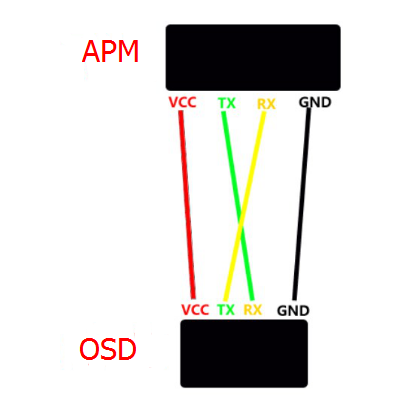 APM
VCC TX RX GND
VCC TX RX GND
OSD